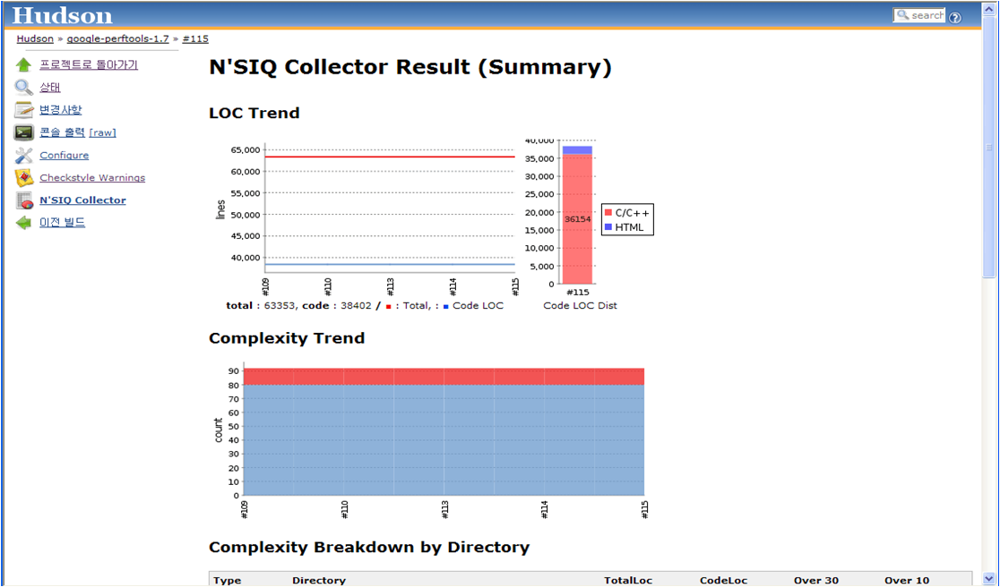 Hudson
search
Hudson » google-perftools-1.7 » #115
프로젝트로 돌아가기
상태
변경사항
콘솔 출력 [raw]
Configure
Checkstyle Warnings
N'SIQ Collector
이전 빌드
N'SIQ Collector Result (Summary)
LOC Trend
65,000
60,000
55,000
50,000
45,000
40,000
lines
#109
#110
#113
#114
#115
total : 63353, code : 38402 / : Total, : Code LOC
40,000
35,000
30,000
25,000
20,000
15,000
10,000
5,000
0
36154
#115
Code LOC Dist
C/C++
HTML
Complexity Trend
90
80
70
60
50
40
30
20
10
0
count
#109
#110
#113
#114
#115
Complexity Breakdown by Directory
Type Directory TotalLoc CodeLoc Over 30 Over 10